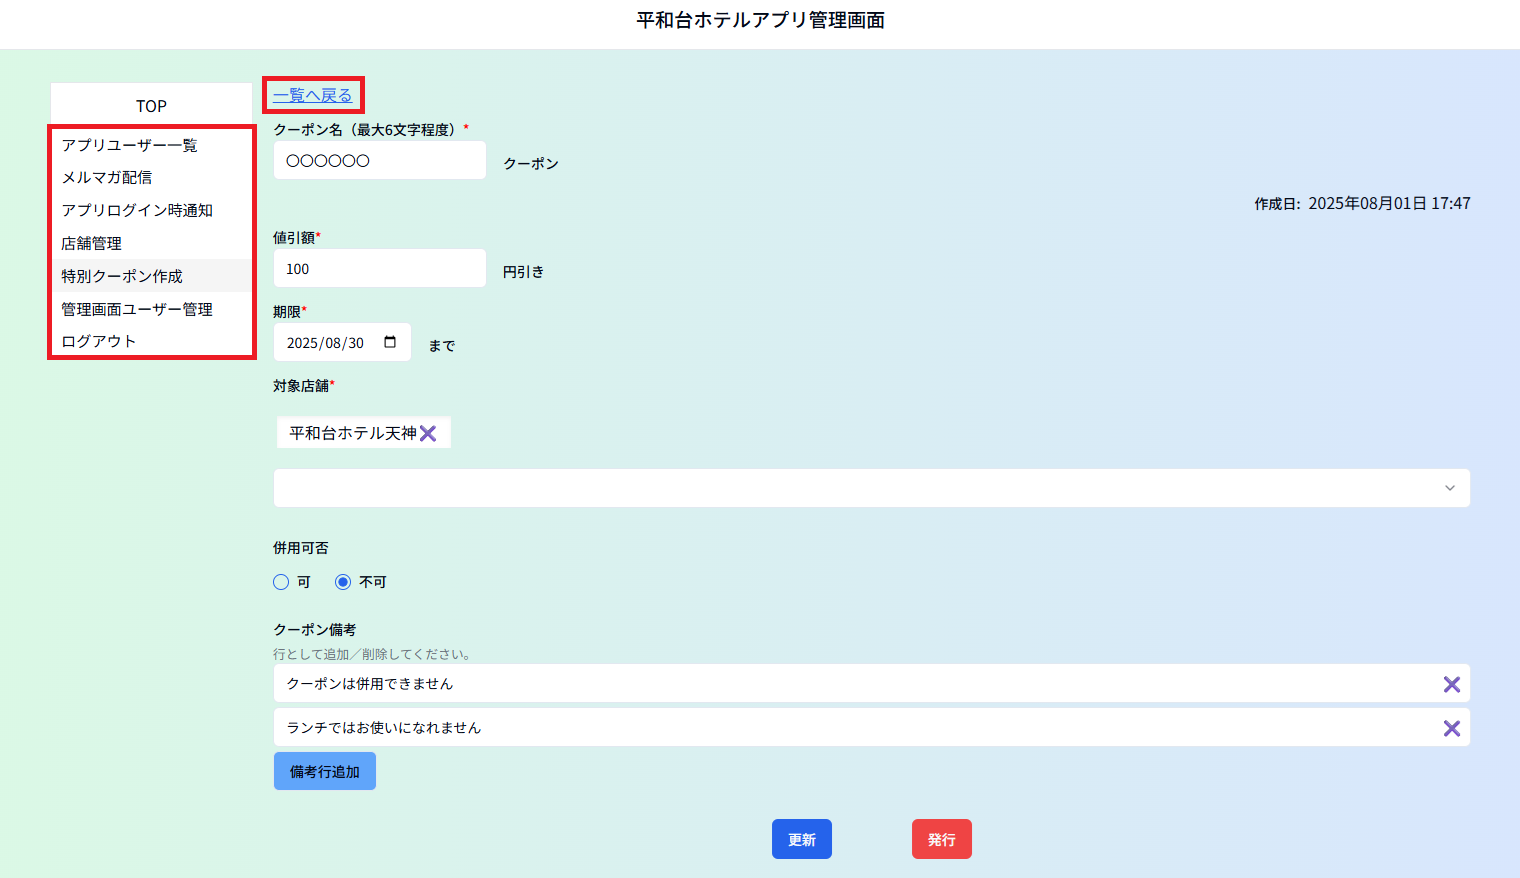 平和台ホテルアプリ管理画面
TOP
アプリユーザー一覧
メルマガ配信
アプリログイン時通知
店舗管理
特別クーポン作成
管理画面ユーザー管理
ログアウト
一覧へ戻る
クーポン名（最大6文字程度）*
〇〇〇〇〇〇 クーポン
作成日: 2025年08月01日 17:47
値引額*
100 円引き
期限*
2025/08/30 まで
対象店舗*
平和台ホテル天神
併用可否
可 不可
クーポン備考
行として追加／削除してください。
クーポンは併用できません
ランチではお使いになれません
備考行追加
更新 発行